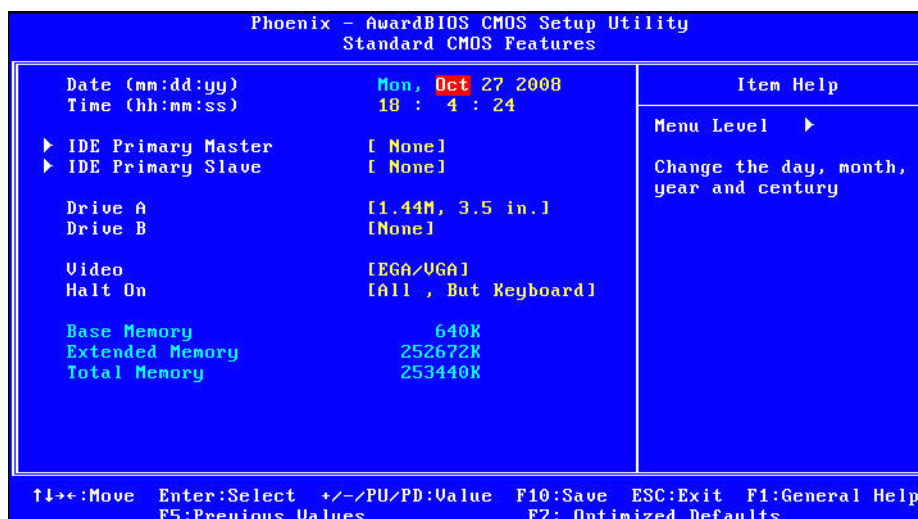 Phoenix - AwardBIOS CMOS Setup Utility
Standard CMOS Features
Date (mm:dd:yy) Mon, Oct 27 2008
Time (hh:mm:ss) 18 : 4 : 24
IDE Primary Master [ None]
IDE Primary Slave [ None]
Drive A [1.44M, 3.5 in.]
Drive B [None]
Video [EGA/VGA]
Halt On [All , But Keyboard]
Base Memory 640K
Extended Memory 252672K
Total Memory 253440K
Item Help
Menu Level
Change the day, month,
year and century
↑↓→←:Move Enter:Select +/-/PU/PD:Value F10:Save ESC:Exit F1:General Help
F5:Previous Values F7: Optimized Defaults